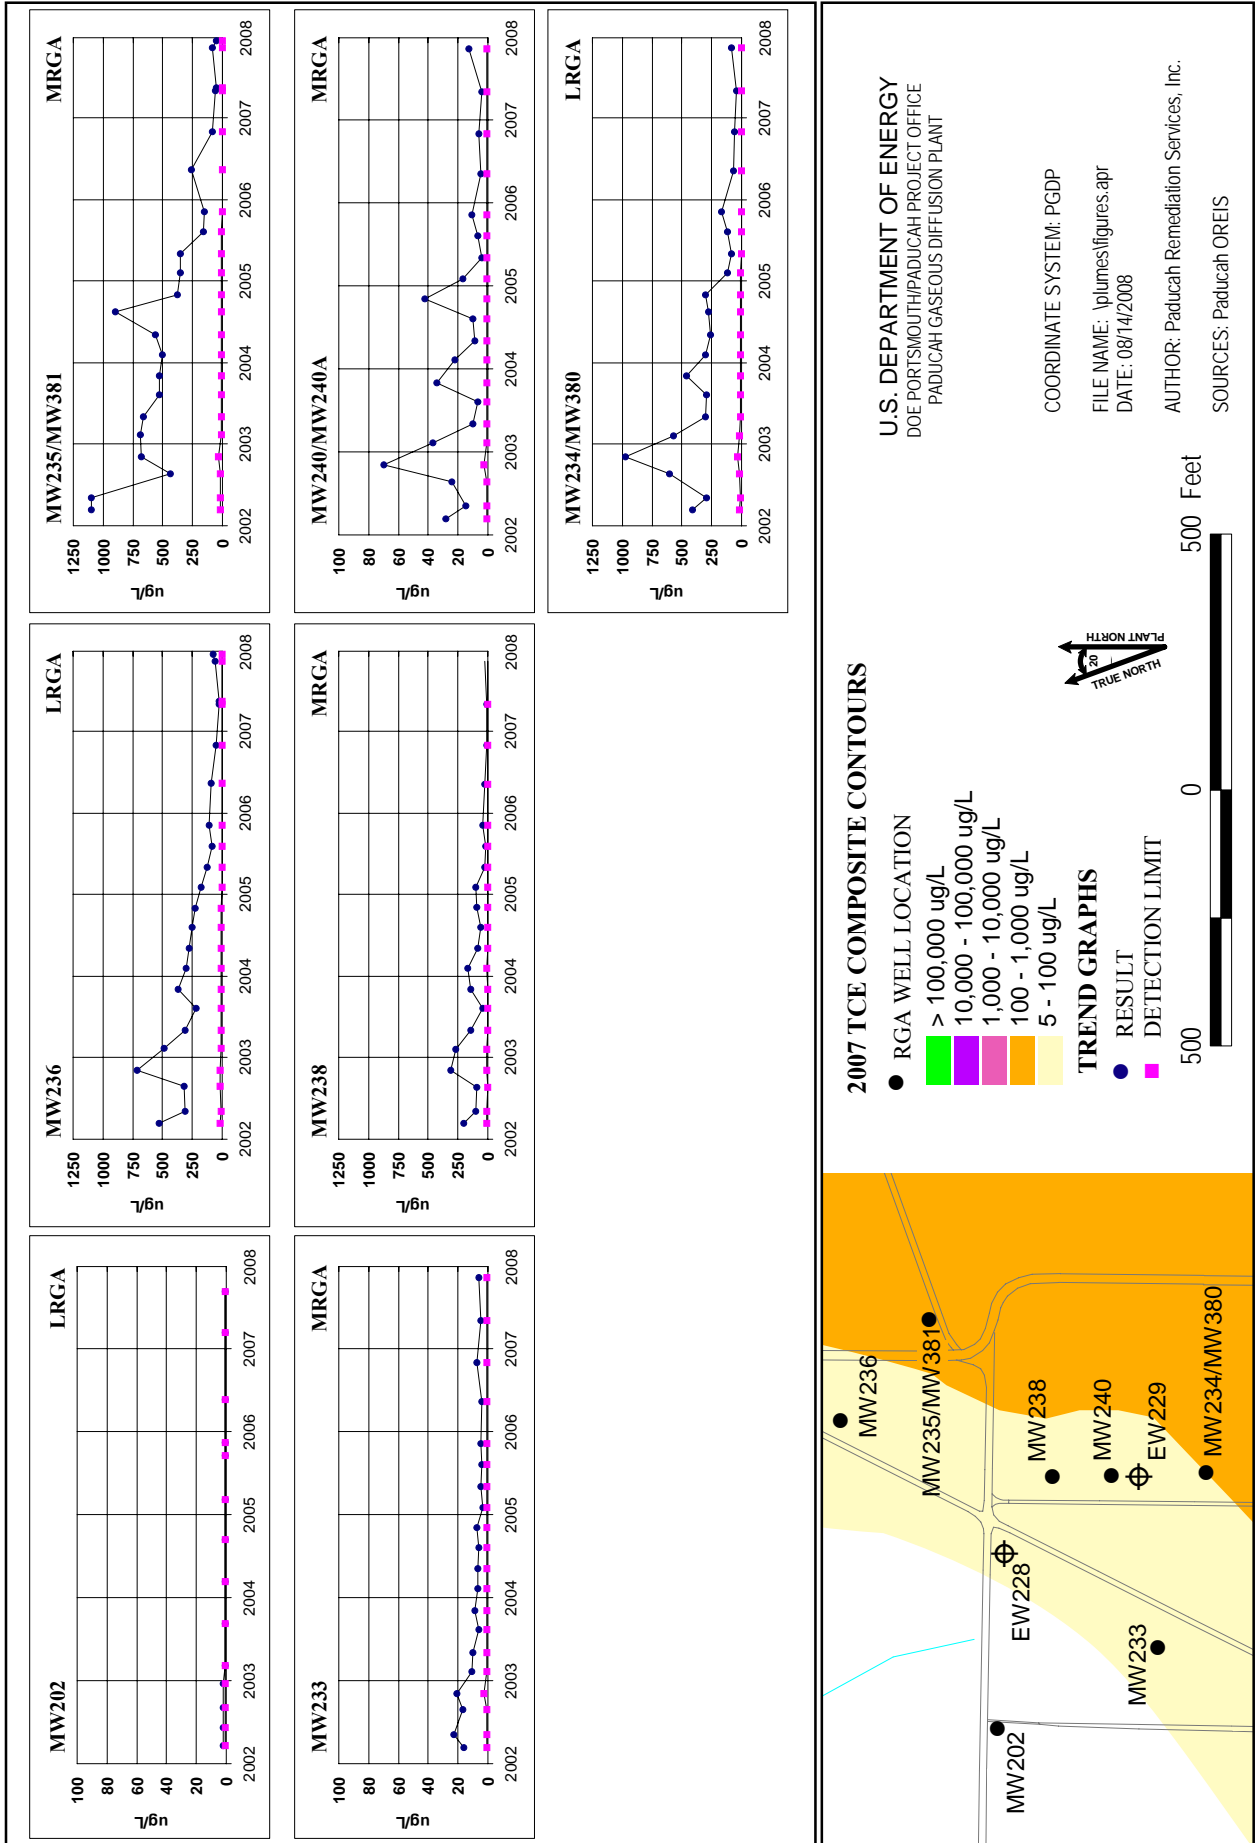 MW202
LRGA
100
80
60
40
20
0
ug/L
2002
2003
2004
2005
2006
2007
2008
MW236
LRGA
1250
1000
750
500
250
0
ug/L
2002
2003
2004
2005
2006
2007
2008
MW235/MW381
MRGA
1250
1000
750
500
250
0
ug/L
2002
2003
2004
2005
2006
2007
2008
MW233
MRGA
100
80
60
40
20
0
ug/L
2002
2003
2004
2005
2006
2007
2008
MW238
MRGA
1250
1000
750
500
250
0
ug/L
2002
2003
2004
2005
2006
2007
2008
MW240/MW240A
MRGA
100
80
60
40
20
0
ug/L
2002
2003
2004
2005
2006
2007
2008
MW234/MW380
LRGA
1250
1000
750
500
250
0
ug/L
2002
2003
2004
2005
2006
2007
2008
MW236
MW235/MW381
MW202
EW228
MW238
MW240
EW229
MW233
MW234/MW380
2007 TCE COMPOSITE CONTOURS
RGA WELL LOCATION
> 100,000 ug/L
10,000 - 100,000 ug/L
1,000 - 10,000 ug/L
100 - 1,000 ug/L
5 - 100 ug/L
TREND GRAPHS
RESULT
DETECTION LIMIT
20
TRUE NORTH
PLANT NORTH
500 0 500 Feet
U.S. DEPARTMENT OF ENERGY
DOE PORTSMOUTH/PADUCAH PROJECT OFFICE
PADUCAH GASEOUS DIFFUSION PLANT
COORDINATE SYSTEM: PGDP
FILE NAME: \plumes\figures.apr
DATE: 08/14/2008
AUTHOR: Paducah Remediation Services, Inc.
SOURCES: Paducah OREIS